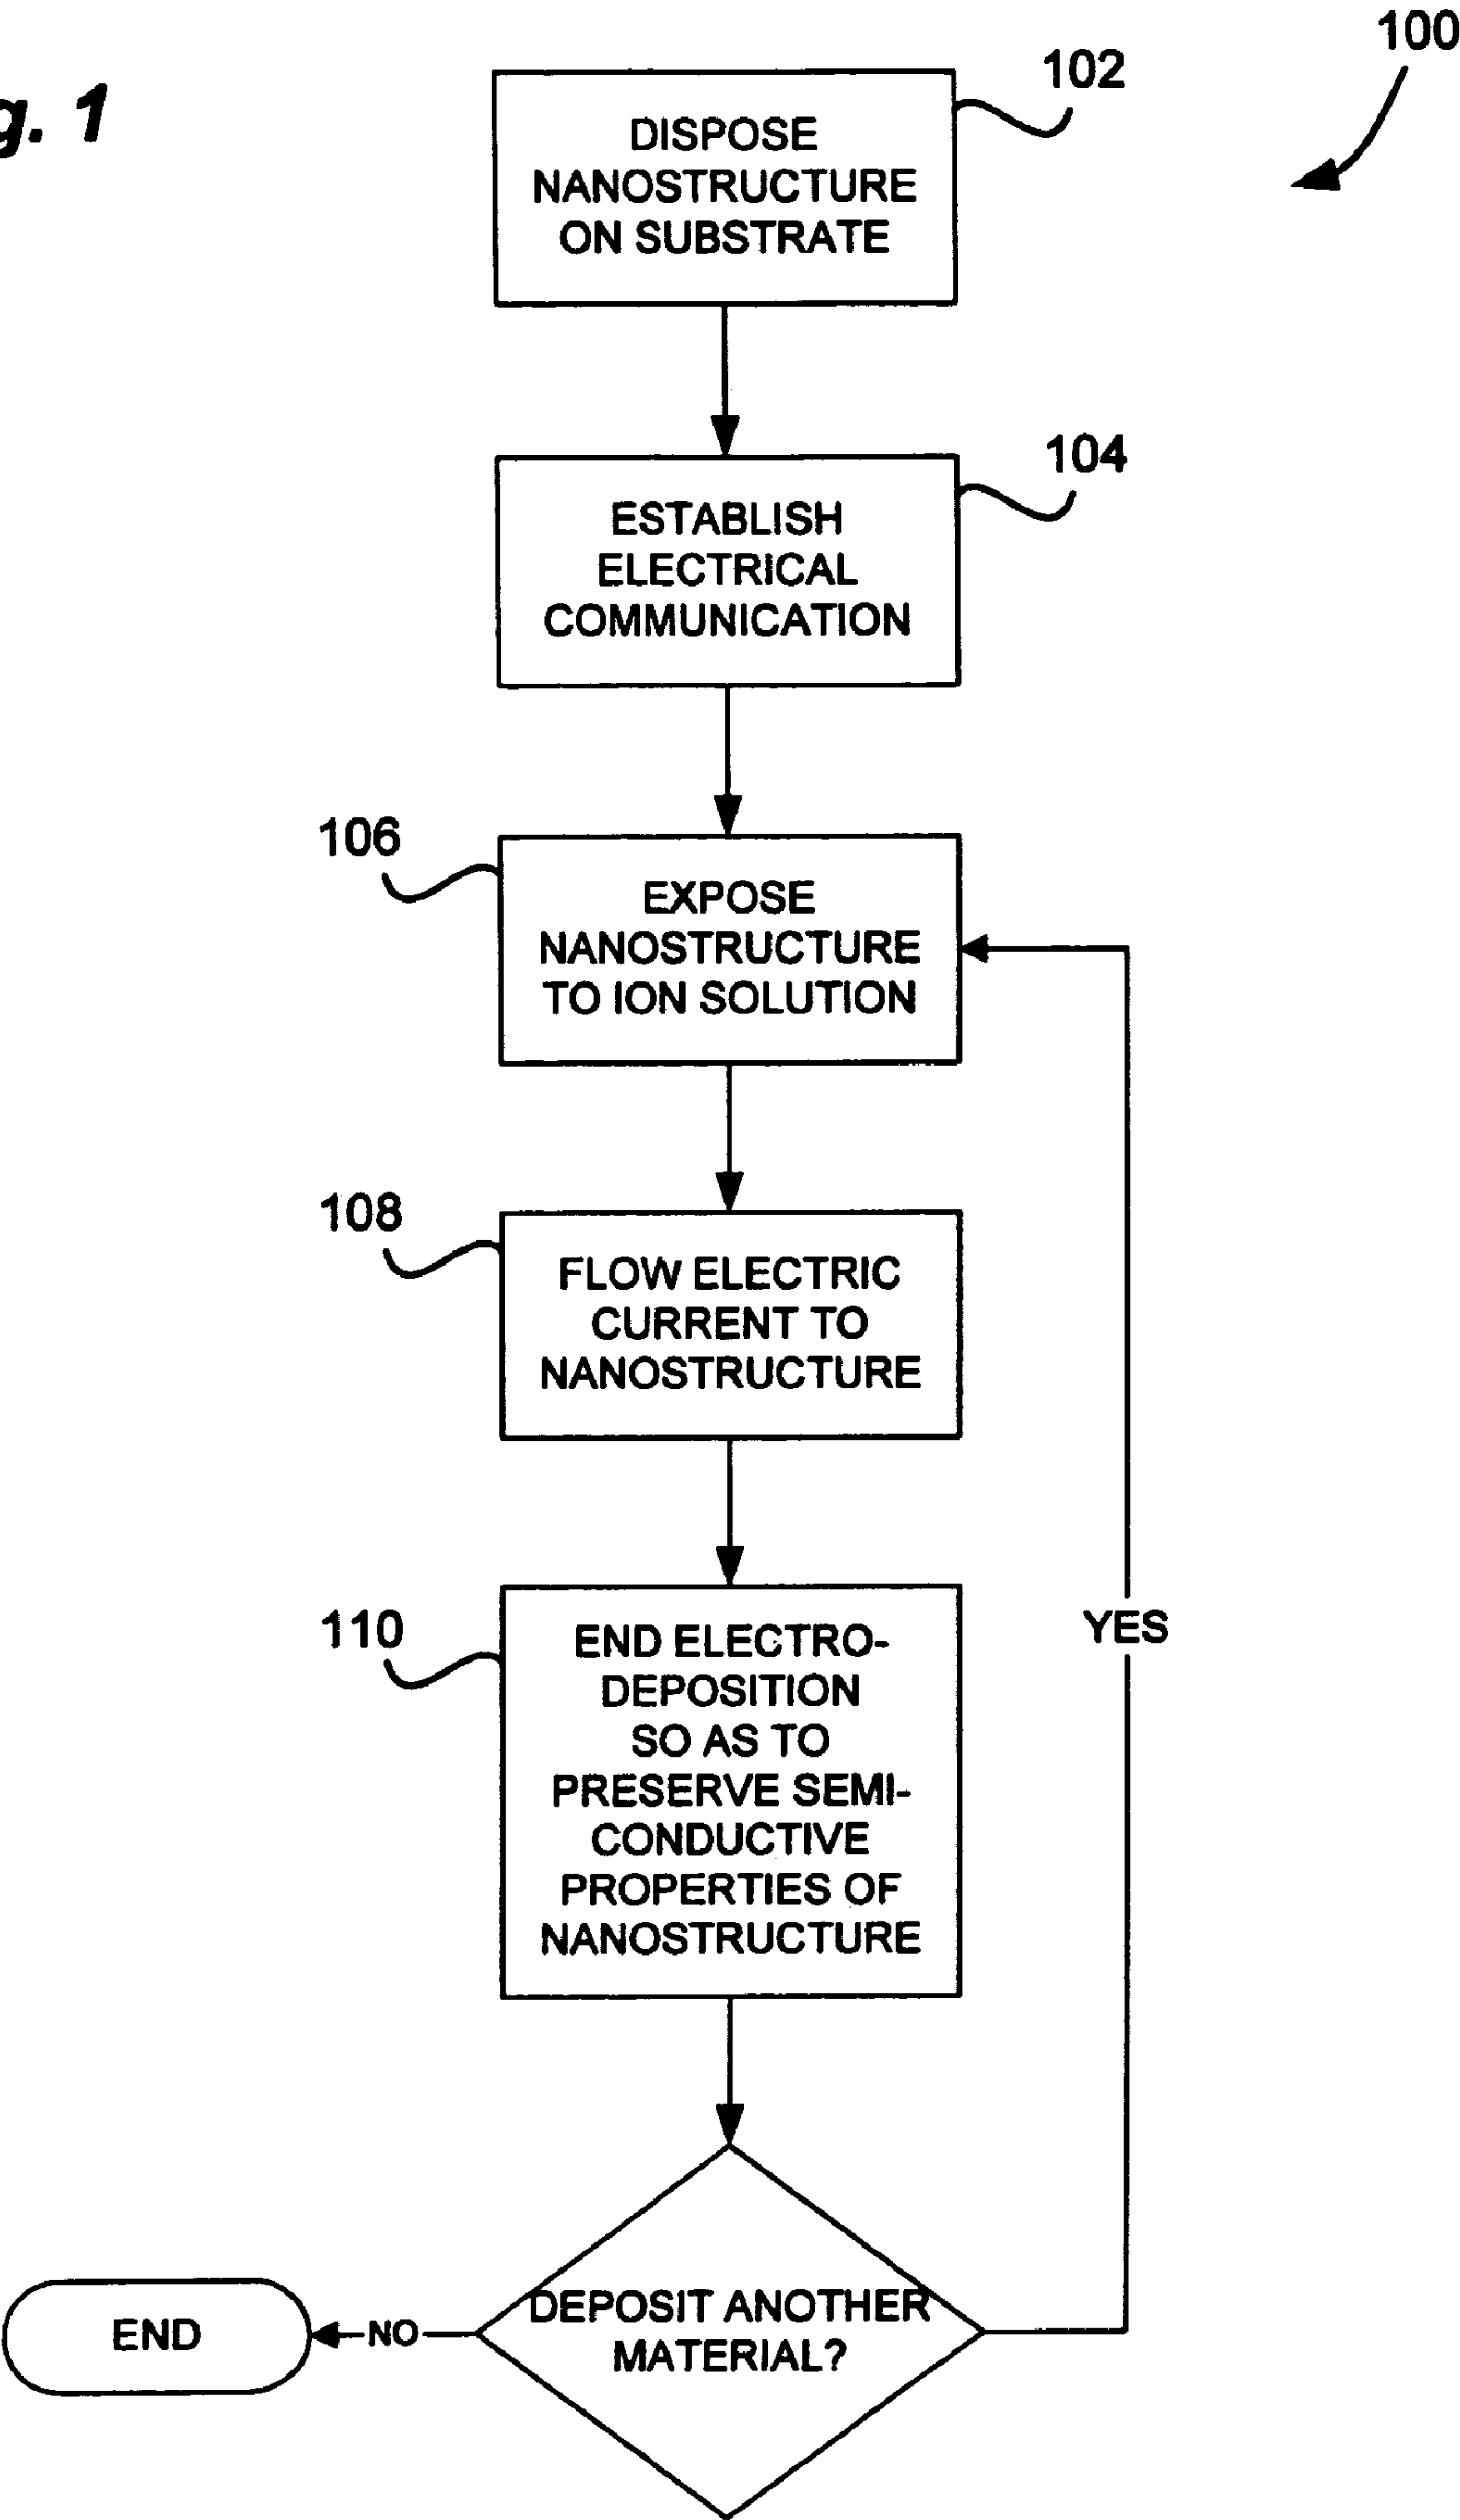 g. 1
100
102
DISPOSE
NANOSTRUCTURE
ON SUBSTRATE
104
ESTABLISH
ELECTRICAL
COMMUNICATION
106
EXPOSE
NANOSTRUCTURE
TO ION SOLUTION
108
FLOW ELECTRIC
CURRENT TO
NANOSTRUCTURE
110
END ELECTRO-
DEPOSITION
SO AS TO
PRESERVE SEMI-
CONDUCTIVE
PROPERTIES OF
NANOSTRUCTURE
YES
DEPOSIT ANOTHER
MATERIAL?
NO
END